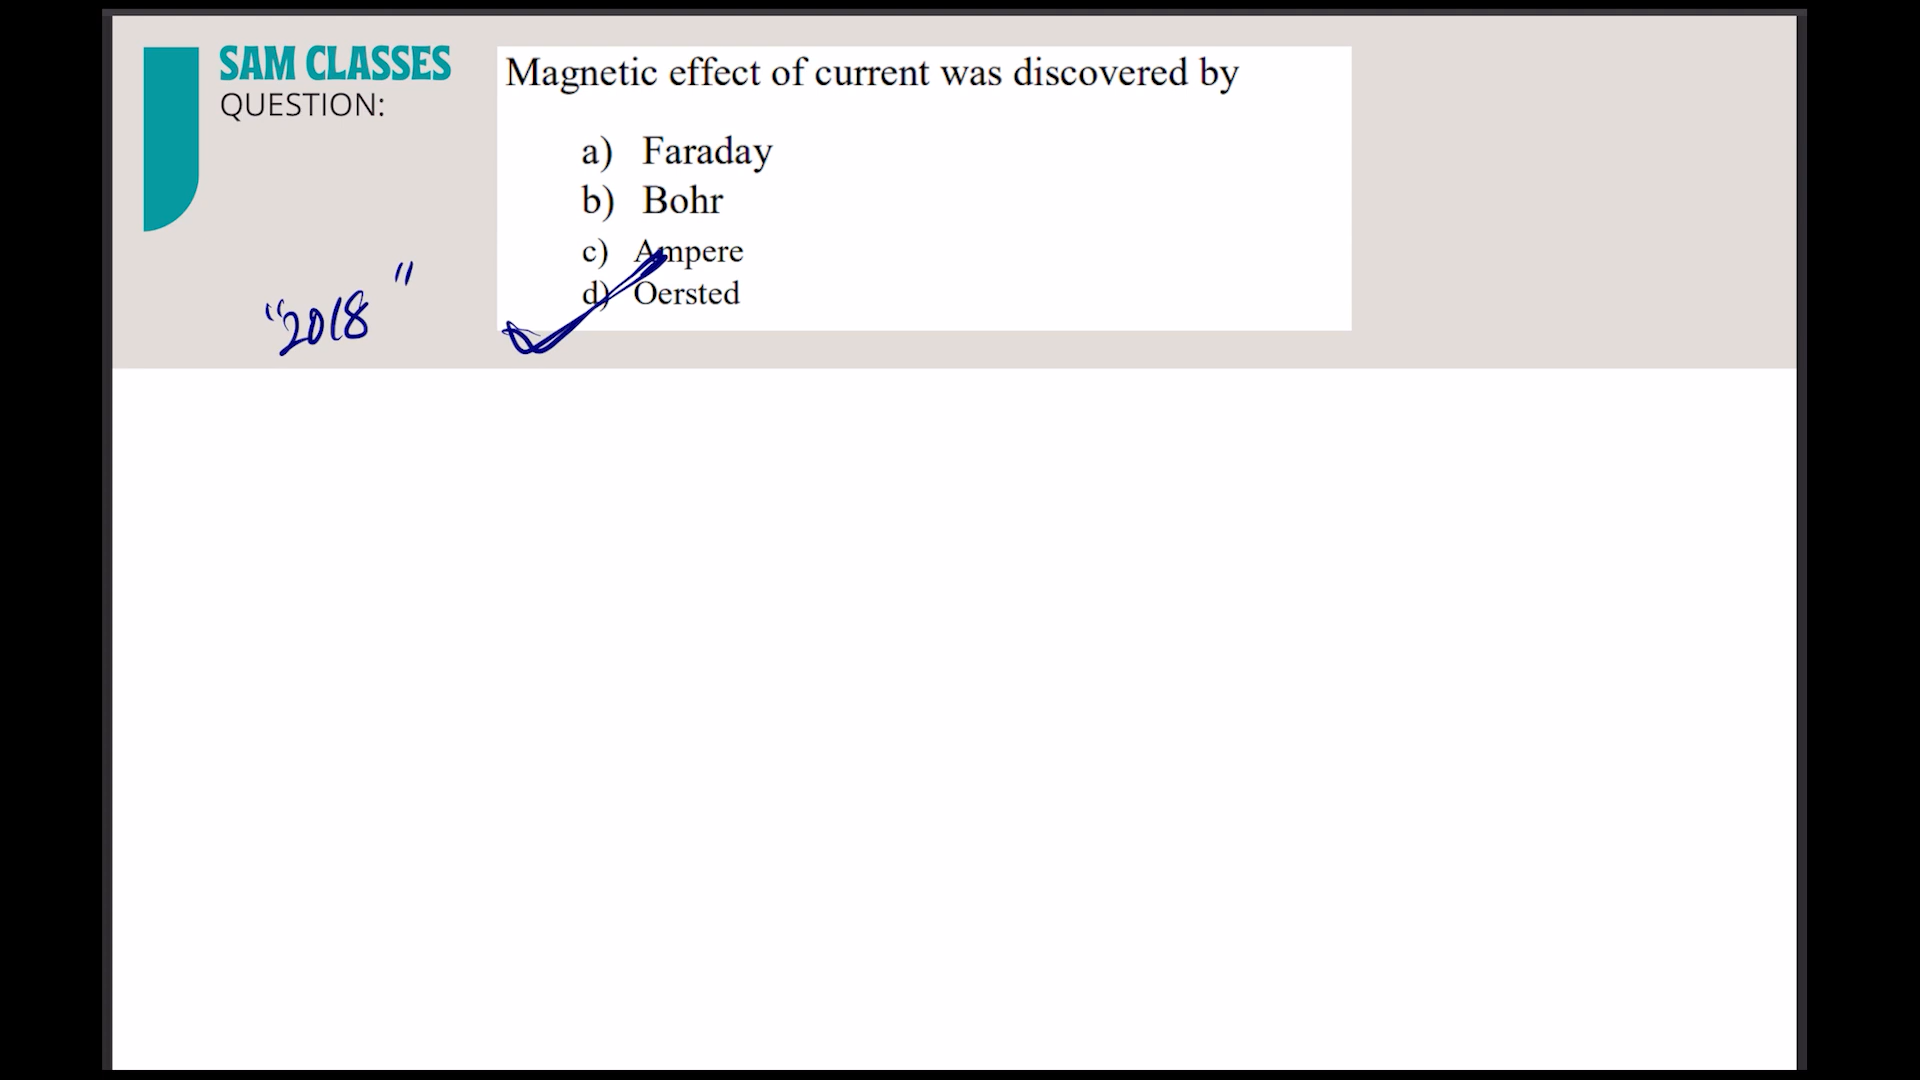 SAM CLASSES
QUESTION:
Magnetic effect of current was discovered by
a) Faraday
b) Bohr
c) Ampere
d) Oersted
"2018"